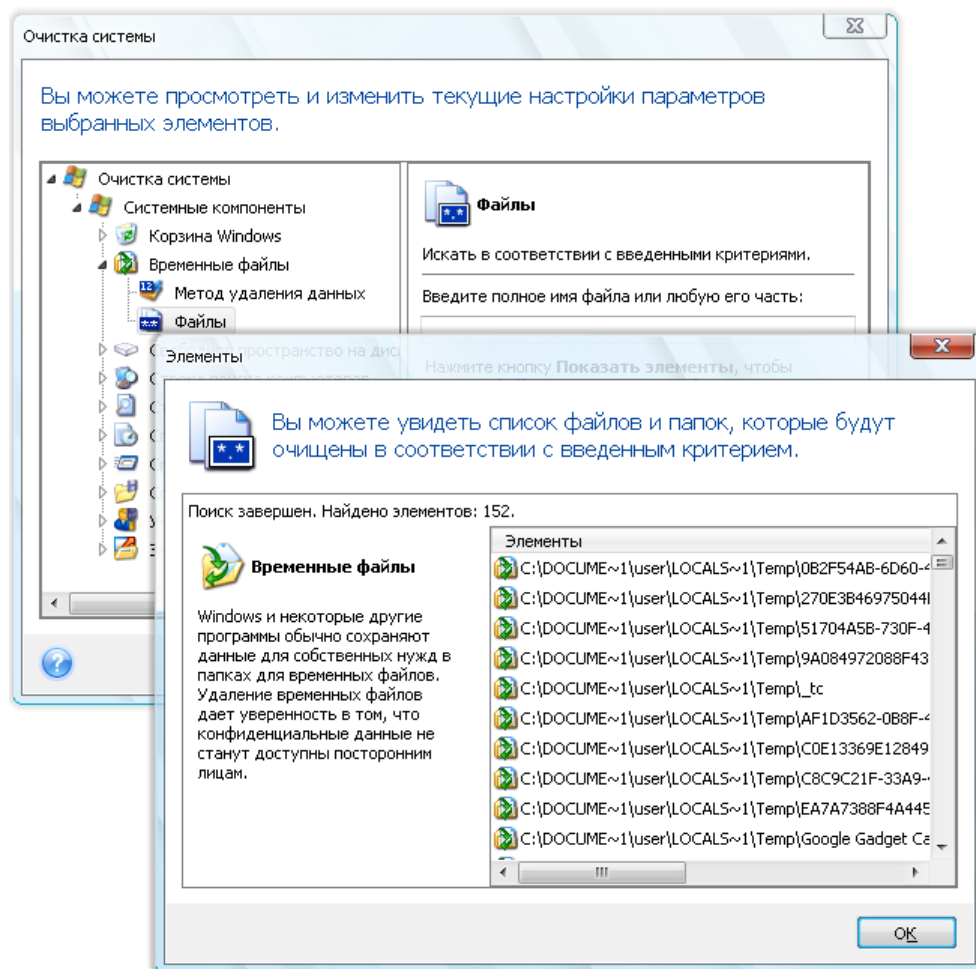 Очистка системы
Вы можете просмотреть и изменить текущие настройки параметров
выбранных элементов.
Очистка системы
Системные компоненты
Корзина Windows
Временные файлы
Метод удаления данных
Файлы
пространство на дис
Файлы
Искать в соответствии с введенными критериями.
Введите полное имя файла или любую его часть:
Нажмите кнопку Показать элементы, чтобы
Элементы
Вы можете увидеть список файлов и папок, которые будут
очищены в соответствии с введенным критерием.
Поиск завершен. Найдено элементов: 152.
Временные файлы
Windows и некоторые другие
программы обычно сохраняют
данные для собственных нужд в
папках для временных файлов.
Удаление временных файлов
дает уверенность в том, что
конфиденциальные данные не
станут доступны посторонним
лицам.
Элементы
C:\DOCUME~1\user\LOCALS~1\Temp\0B2F54AB-6D60-4
C:\DOCUME~1\user\LOCALS~1\Temp\270E3B46975044
C:\DOCUME~1\user\LOCALS~1\Temp\51704A5B-730F-4
C:\DOCUME~1\user\LOCALS~1\Temp\9A084972088F43
C:\DOCUME~1\user\LOCALS~1\Temp\_tc
C:\DOCUME~1\user\LOCALS~1\Temp\AF1D3562-0B8F-4
C:\DOCUME~1\user\LOCALS~1\Temp\C0E13369E12849
C:\DOCUME~1\user\LOCALS~1\Temp\C8C9C21F-33A9-
C:\DOCUME~1\user\LOCALS~1\Temp\EA7A7388F4A445
C:\DOCUME~1\user\LOCALS~1\Temp\Google Gadget Ca
OK